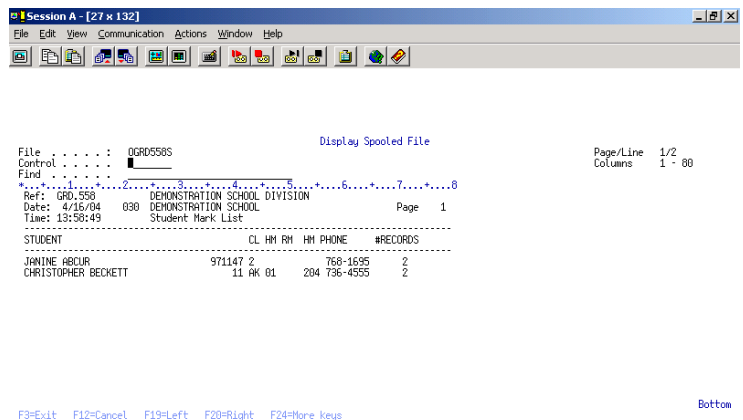 Session A - [27 x 132]
File Edit View Communication Actions Window Help
Display Spooled File
File . . . . . : OGRD558S Page/Line 1/2
Control . . . . . Columns 1 - 80
Find . . . . . .
*...+....1....+....2....+....3....+....4....+....5....+....6....+....7....+....8
Ref: GRD.558 DEMONSTRATION SCHOOL DIVISION
Date: 4/16/04 030 DEMONSTRATION SCHOOL Page 1
Time: 13:58:49 Student Mark List
--------------------------------------------------------------------------------
STUDENT CL HM RM HM PHONE #RECORDS
--------------------------------------------------------------------------------
JANINE ABCUR 971147 2 768-1695 2
CHRISTOPHER BECKETT 11 AK 01 204 736-4555 2
Bottom
F3=Exit F12=Cancel F19=Left F20=Right F24=More keys